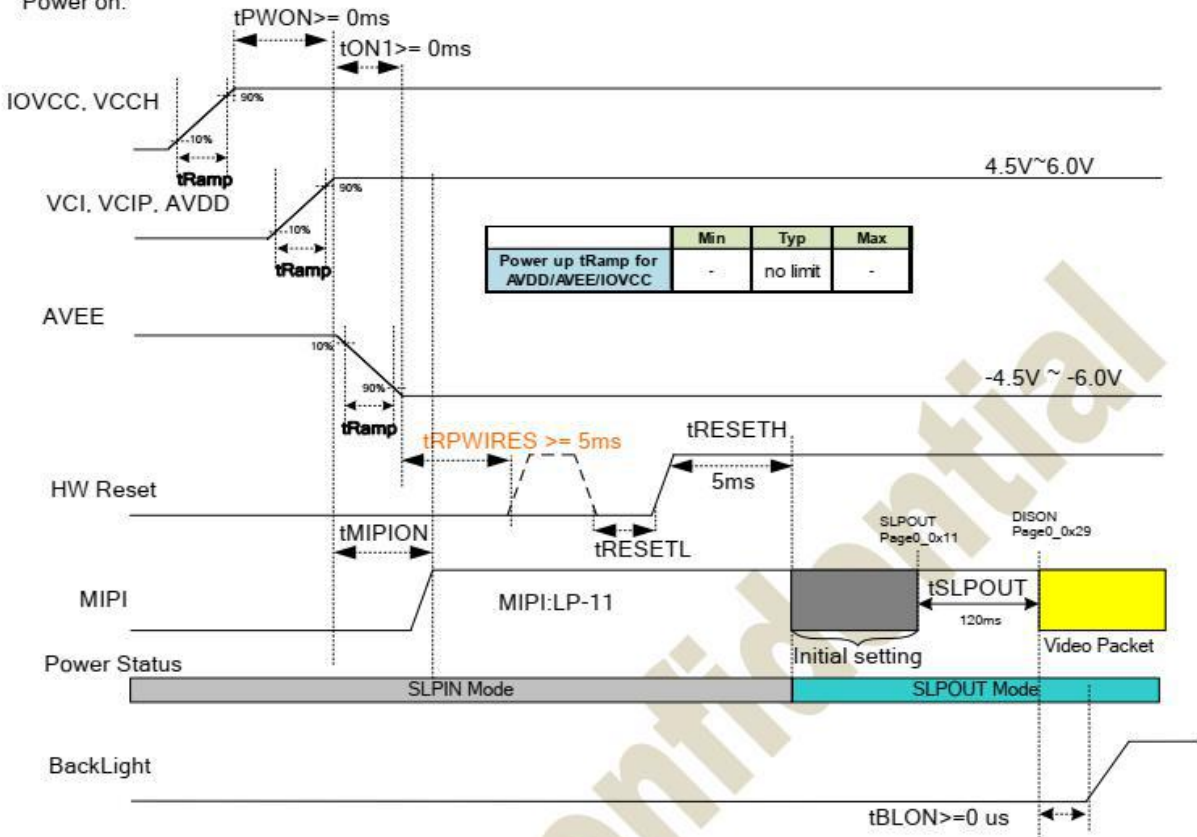 Power on:
tPWON>= 0ms
tON1>= 0ms
IOVCC, VCCH
90%
10%
tRamp
4.5V~6.0V
VCI, VCIP, AVDD
90%
10%
tRamp
Min Typ Max
Power up tRamp for
AVDD/AVEE/IOVCC
- no limit -
AVEE
10%
90%
-4.5V ~ -6.0V
tRamp
tRPWIRES >= 5ms
tRESETH
5ms
HW Reset
tRESETL
SLPOUT
Page0_0x11
DISON
Page0_0x29
tMIPION
MIPI
MIPI:LP-11
tSLPOUT
120ms
Initial setting
Video Packet
Power Status
SLPIN Mode
SLPOUT Mode
BackLight
tBLON>=0 us
onfidential